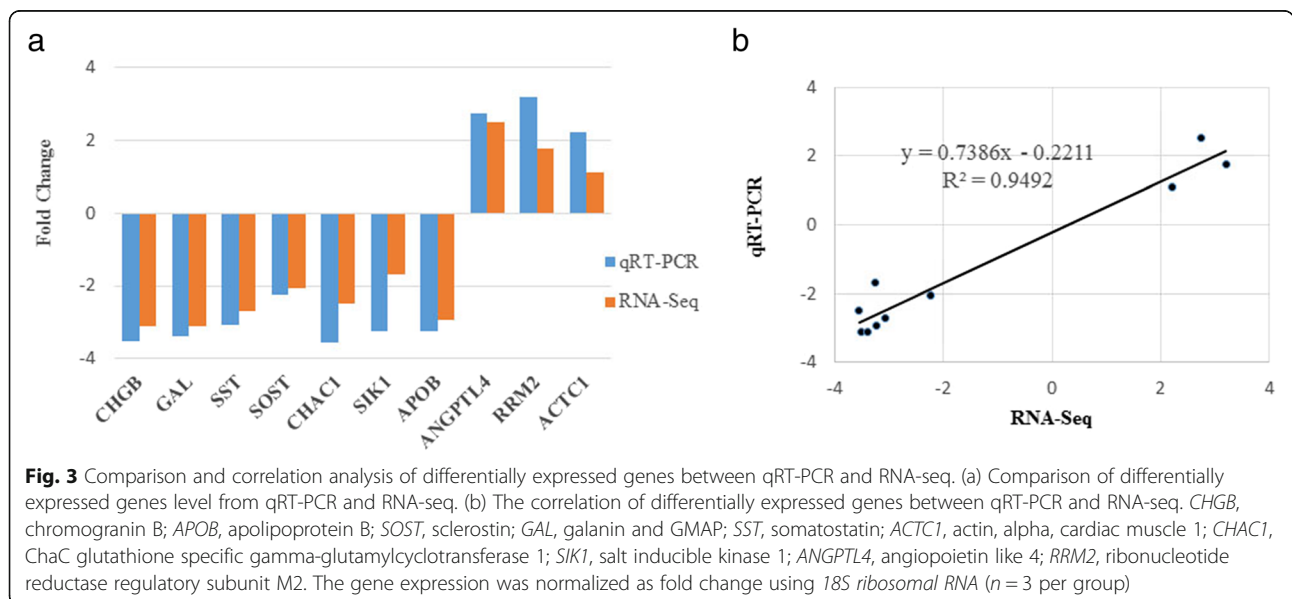 a
4
2
0
-2
-4
Fold Change
CHGB
GAL
SST
SOST
CHAC1
SIK1
APOB
ANGPTL4
RRM2
ACTC1
qRT-PCR
RNA-Seq
b
4
2
0
-2
-4
qRT-PCR
y = 0.7386x - 0.2211
R² = 0.9492
-4
-2
0
2
4
RNA-Seq
Fig. 3 Comparison and correlation analysis of differentially expressed genes between qRT-PCR and RNA-seq. (a) Comparison of differentially
expressed genes level from qRT-PCR and RNA-seq. (b) The correlation of differentially expressed genes between qRT-PCR and RNA-seq. CHGB,
chromogranin B; APOB, apolipoprotein B; SOST, sclerostin; GAL, galanin and GMAP; SST, somatostatin; ACTC1, actin, alpha, cardiac muscle 1; CHAC1,
ChaC glutathione specific gamma-glutamylcyclotransferase 1; SIK1, salt inducible kinase 1; ANGPTL4, angiopoietin like 4; RRM2, ribonucleotide
reductase regulatory subunit M2. The gene expression was normalized as fold change using 18S ribosomal RNA (n = 3 per group)